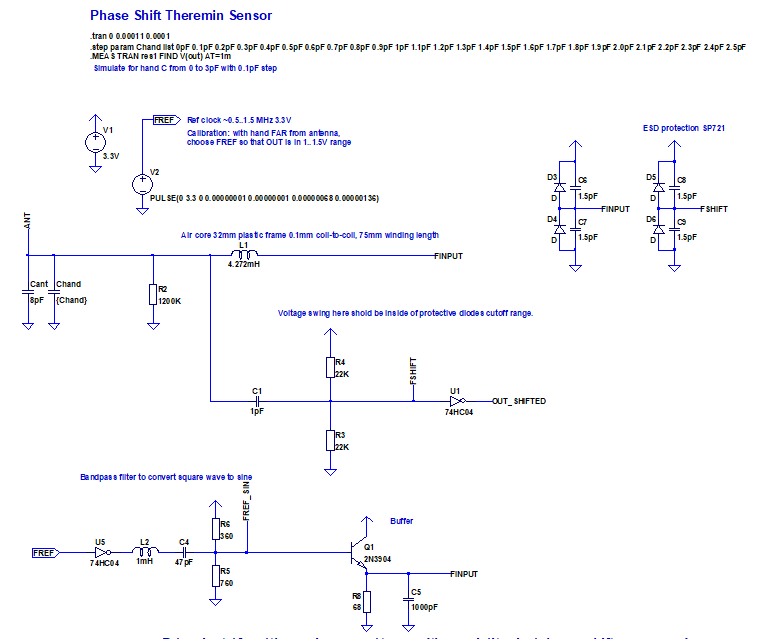 Phase Shift Theremin Sensor
.tran 0 0.00011 0.0001
.step param Chand list 0pF 0.1pF 0.2pF 0.3pF 0.4pF 0.5pF 0.6pF 0.7pF 0.8pF 0.9pF 1pF 1.1pF 1.2pF 1.3pF 1.4pF 1.5pF 1.6pF 1.7pF 1.8pF 1.9pF 2.0pF 2.1pF 2.2pF 2.3pF 2.4pF 2.5pF
.MEAS TRAN res1 FIND V(out) AT=1m
Simulate for hand C from 0 to 3pF with 0.1pF step
FREF
Ref clock ~0.5..1.5 MHz 3.3V
Calibration: with hand FAR from antenna,
choose FREF so that OUT is in 1..1.5V range
V1
3.3V
V2
PULSE(0 3.3 0 0.00000001 0.00000001 0.00000068 0.00000136)
ESD protection SP721
D3
D
C6
1.5pF
FINPUT
D4
D
C7
1.5pF
D5
D
C8
1.5pF
FSHIFT
D6
D
C9
1.5pF
ANT
Air core 32mm plastic frame 0.1mm coil-to-coil, 75mm winding length
L1
4.272mH
FINPUT
Cant
8pF
Chand
{Chand}
R2
1200K
Voltage swing here shold be inside of protective diodes cutoff range.
R4
22K
FSHIFT
C1
1pF
U1
74HC04
OUT_SHIFTED
R3
22K
Bandpass filter to convert square wave to sine
FREF_SIN
FREF
U5
74HC04
L2
1mH
C4
47pF
R6
360
R5
760
Buffer
Q1
2N3904
FINPUT
R8
68
C5
1000pF